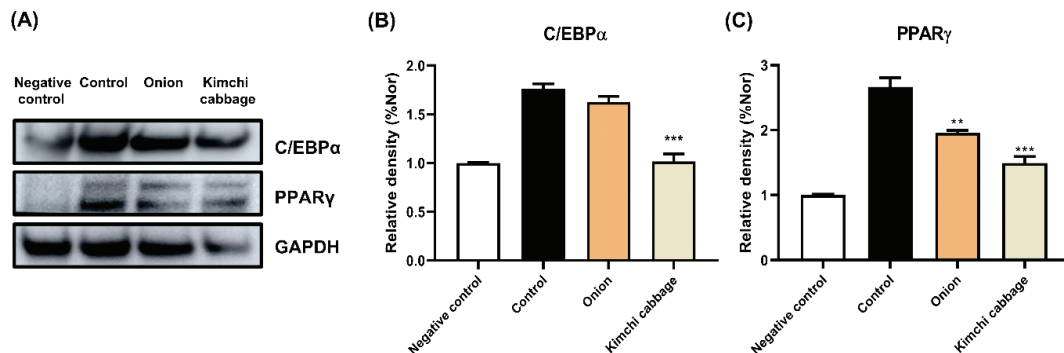 (A)
Negative control
Control
Onion
Kimchi cabbage
C/EBPα
PPARγ
GAPDH
(B)
C/EBPα
Relative density (%Nor)
2.0
1.5
1.0
0.5
0.0
***
Negative control
Control
Onion
Kimchi cabbage
(C)
PPARγ
Relative density (%Nor)
3
2
1
0
**
***
Negative control
Control
Onion
Kimchi cabbage